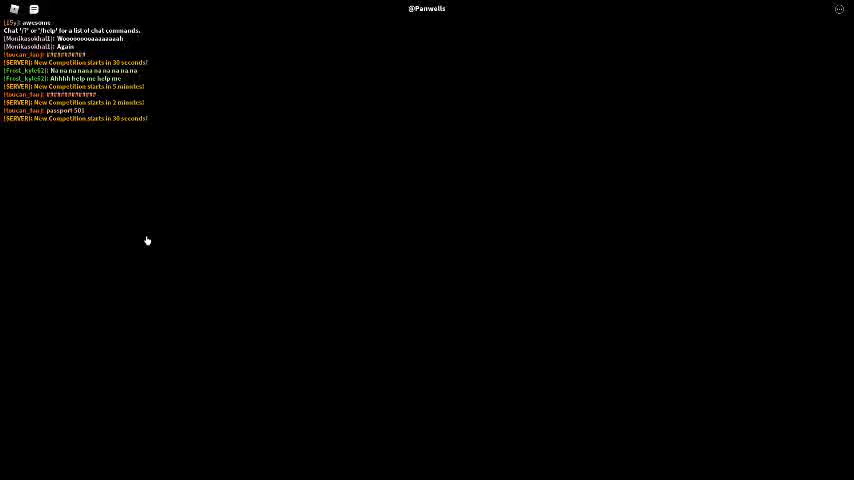 @Panwells
[15y]: awesome
Chat '/?' or '/help' for a list of chat commands.
[Monikasokhal1]: Wooooooooaaaaaaaah
[Monikasokhal1]: Again
###########
[SERVER]: New Competition starts in 30 seconds!
[Frost_kyle62]: Na na na nana na na na na na
[Frost_kyle62]: Ahhhh help me help me
[SERVER]: New Competition starts in 5 minutes!
##############
[SERVER]: New Competition starts in 2 minutes!
passport 501
[SERVER]: New Competition starts in 30 seconds!